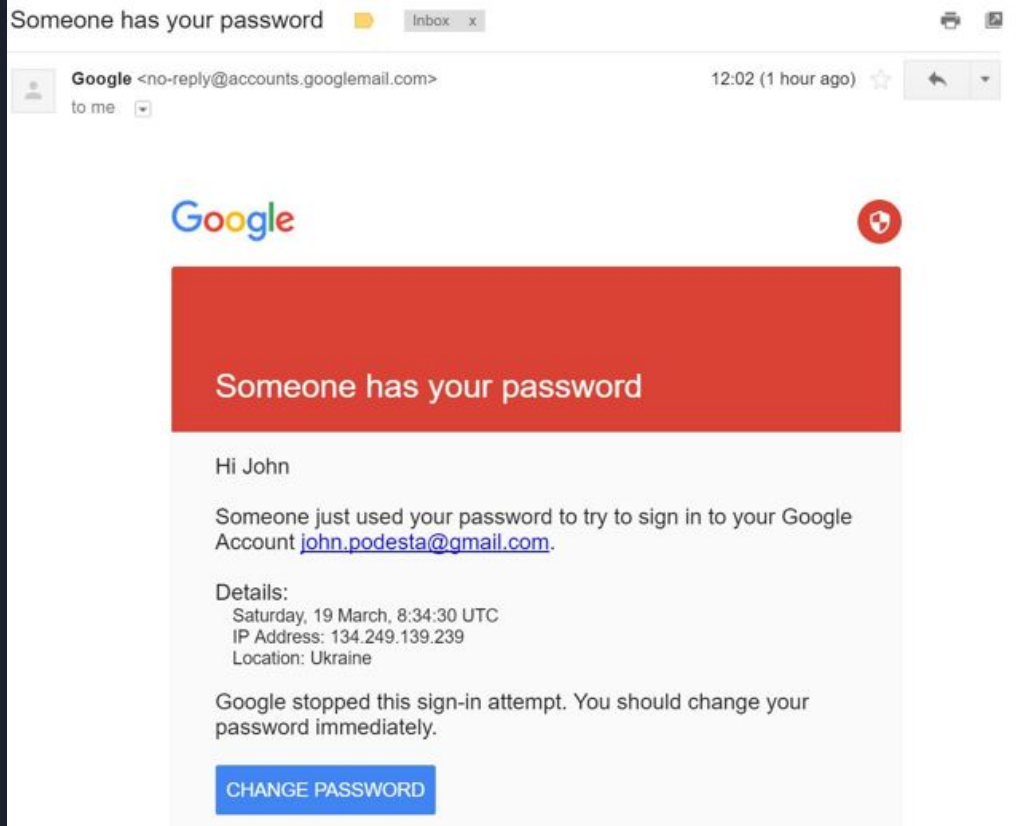 Someone has your password
Inbox x
Google <no-reply@accounts.googlemail.com>
12:02 (1 hour ago)
to me
Google
Someone has your password
Hi John
Someone just used your password to try to sign in to your Google
Account john.podesta@gmail.com.
Details:
Saturday, 19 March, 8:34:30 UTC
IP Address: 134.249.139.239
Location: Ukraine
Google stopped this sign-in attempt. You should change your
password immediately.
CHANGE PASSWORD